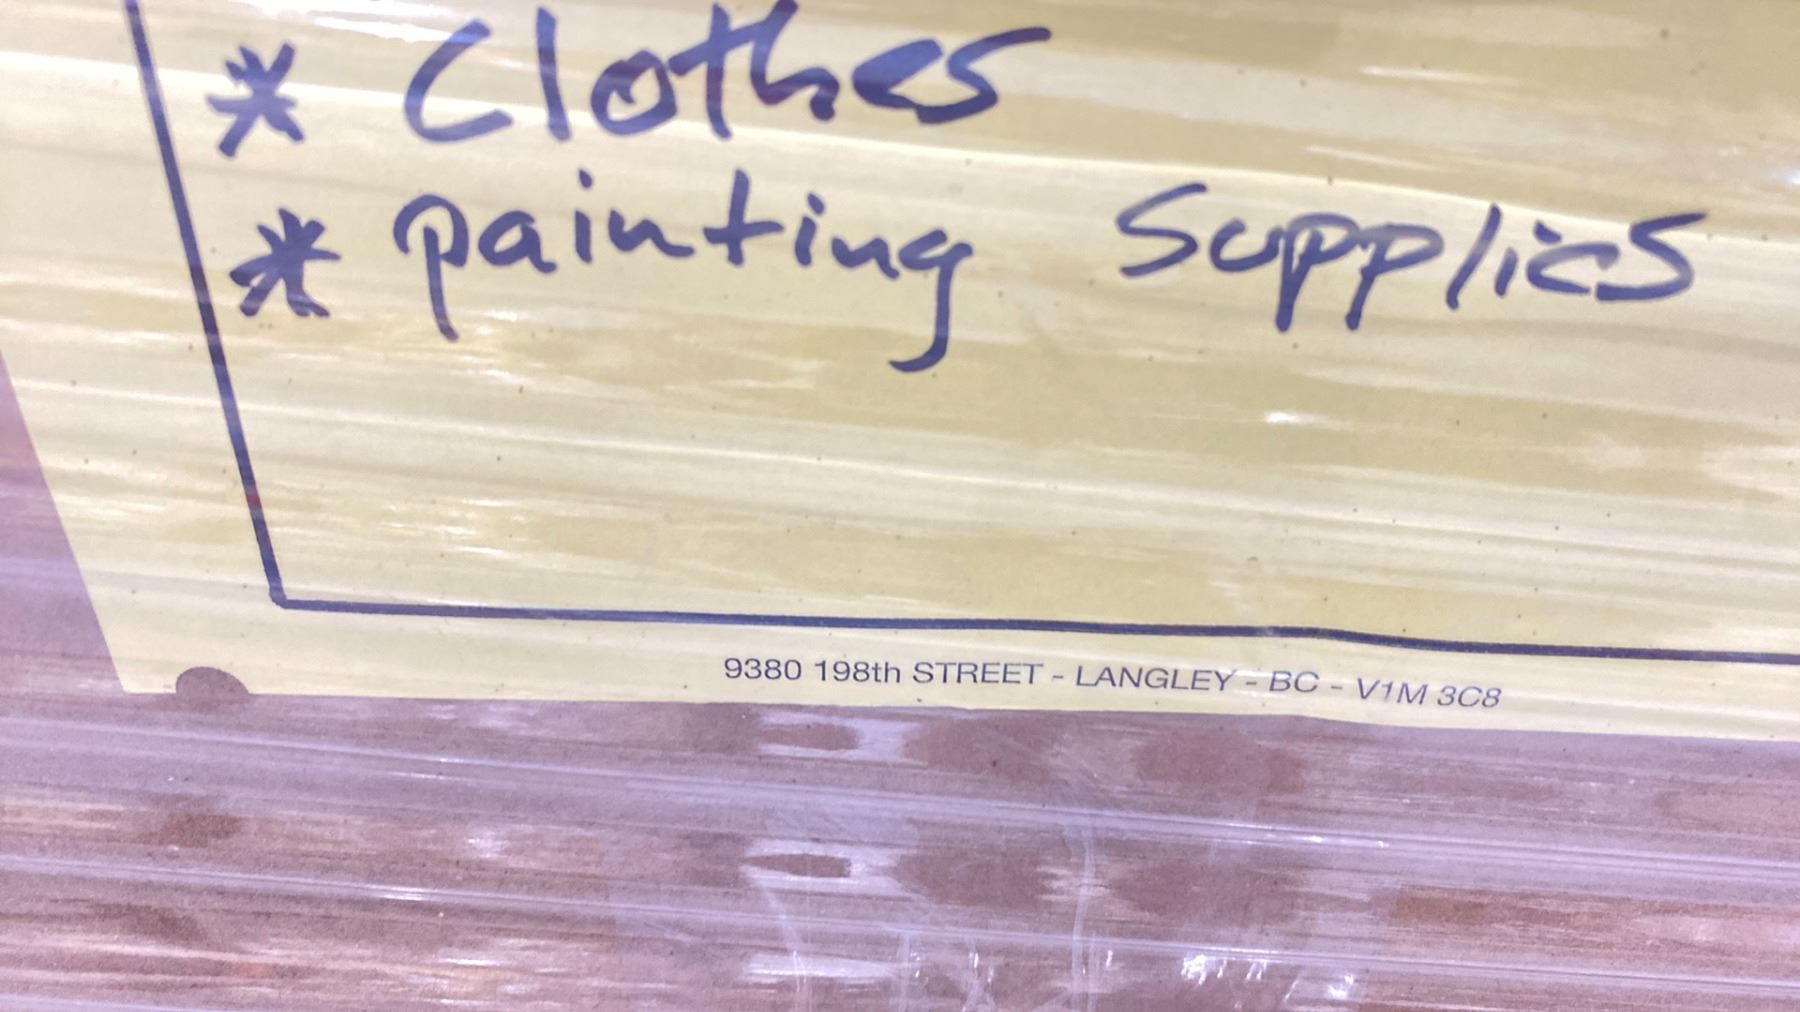 * Clothes
* painting supplies
9380 198th STREET - LANGLEY - BC - V1M 3C8